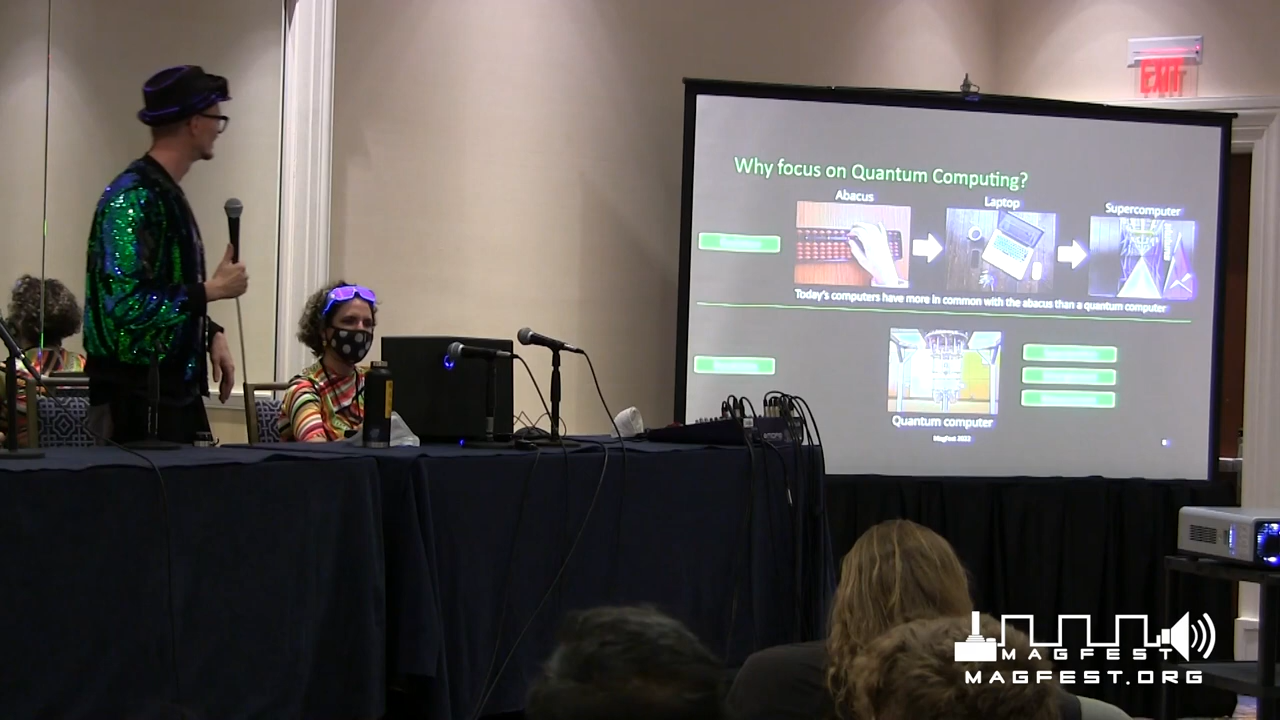 EXIT
Why focus on Quantum Computing?
Abacus
Laptop
Supercomputer
Today's computers have more in common with the abacus than a quantum computer
Quantum computer
MagFest 2022
MAGFEST
MAGFEST.ORG